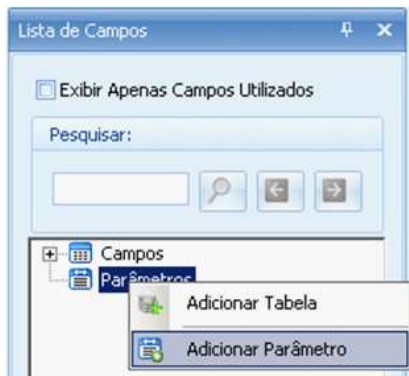 Lista de Campos
Exibir Apenas Campos Utilizados
Pesquisar:
Campos
Parâmetros
Adicionar Tabela
Adicionar Parâmetro